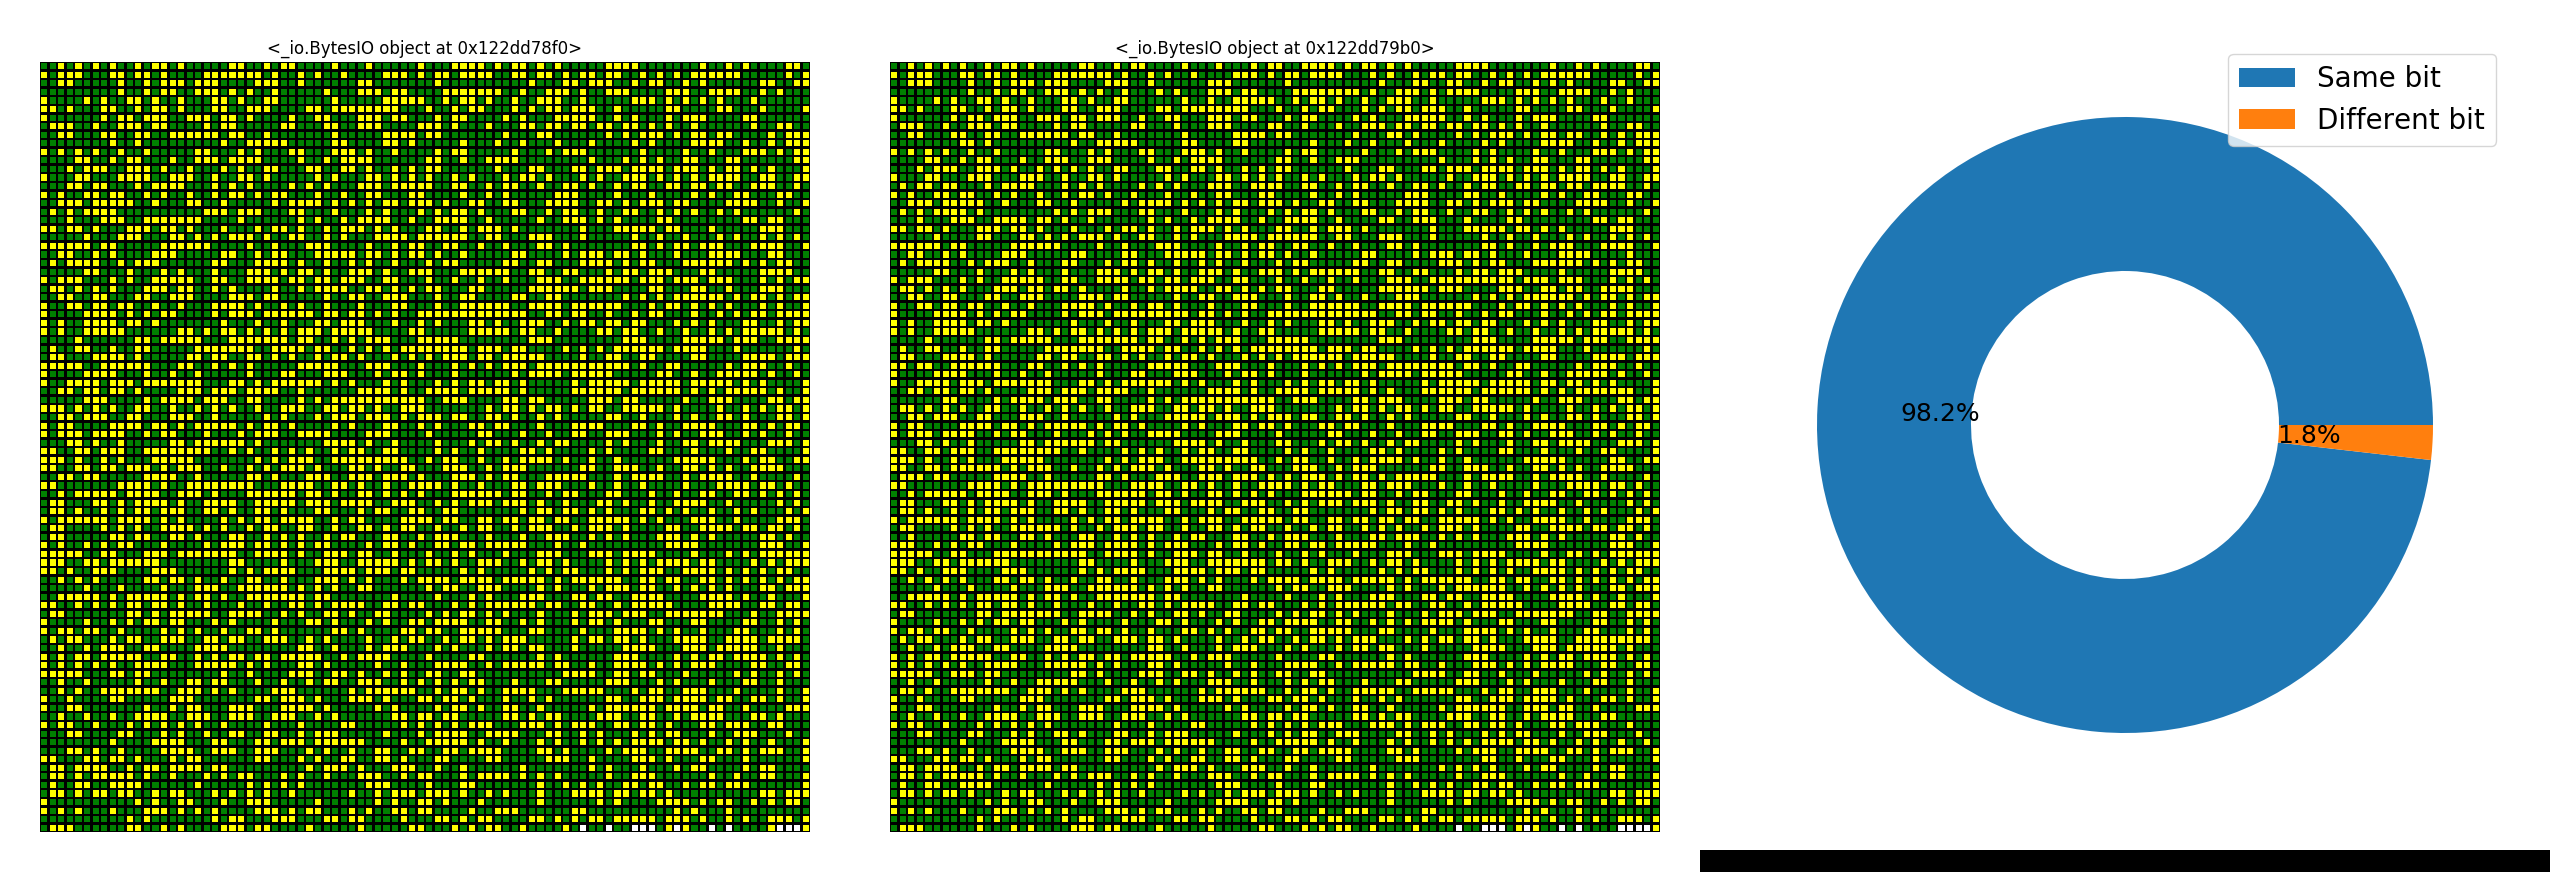 <_io.BytesIO object at 0x122dd78f0>
<_io.BytesIO object at 0x122dd79b0>
Same bit
Different bit
98.2%
1.8%